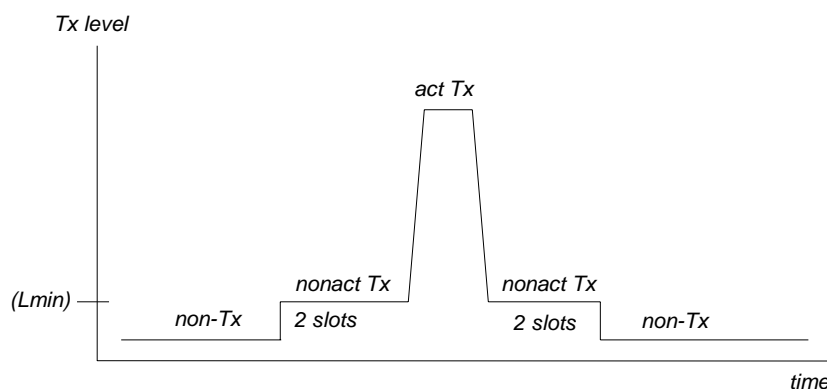 Tx level
act Tx
nonact Tx
nonact Tx
(Lmin)
non-Tx
2 slots
2 slots
non-Tx
time